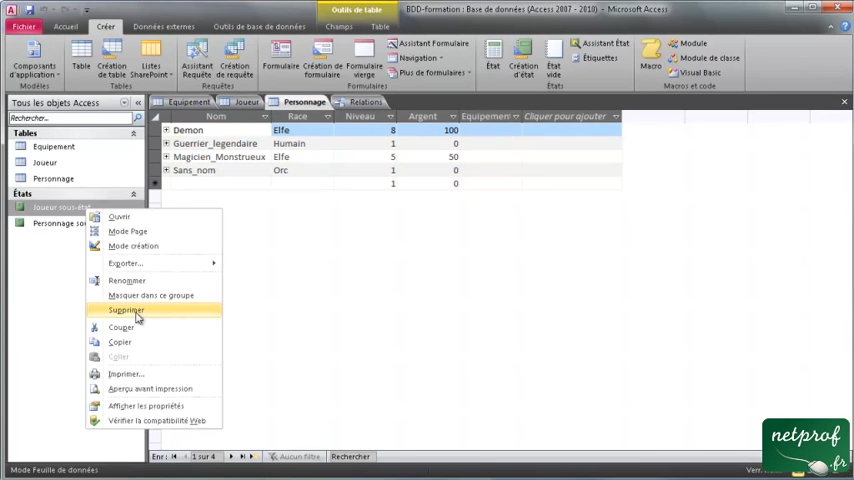 Outils de table
BDD-formation : Base de données (Access 2007 - 2010) - Microsoft Access
Fichier Accueil Créer Données externes Outils de base de données Champs Table
Composants d'application Table Création de table Listes SharePoint Assistant Requête Création de requête Formulaire Création de formulaire Formulaire vierge Assistant Formulaire Navigation Plus de formulaires État Création d'état État vide Assistant État Étiquettes Macro Module Module de classe Visual Basic
Modèles Tables Requêtes Formulaires États Macros et code
Tous les objets Access
Rechercher...
Tables
Equipement
Joueur
Personnage
États
Joueur sous-état
Personnage sou
Equipement Joueur Personnage Relations
Nom Race Niveau Argent Equipement Cliquer pour ajouter
Demon Elfe 8 100
Guerrier_legendaire Humain 1 0
Magicien_Monstrueux Elfe 5 50
Sans_nom Orc 1 0
1 0
Ouvrir
Mode Page
Mode création
Exporter...
Renommer
Masquer dans ce groupe
Supprimer
Couper
Copier
Coller
Imprimer...
Aperçu avant impression
Afficher les propriétés
Vérifier la compatibilité Web
Enr : 1 sur 4 Aucun filtre Rechercher
Mode Feuille de données
Verr.
netprof
.fr